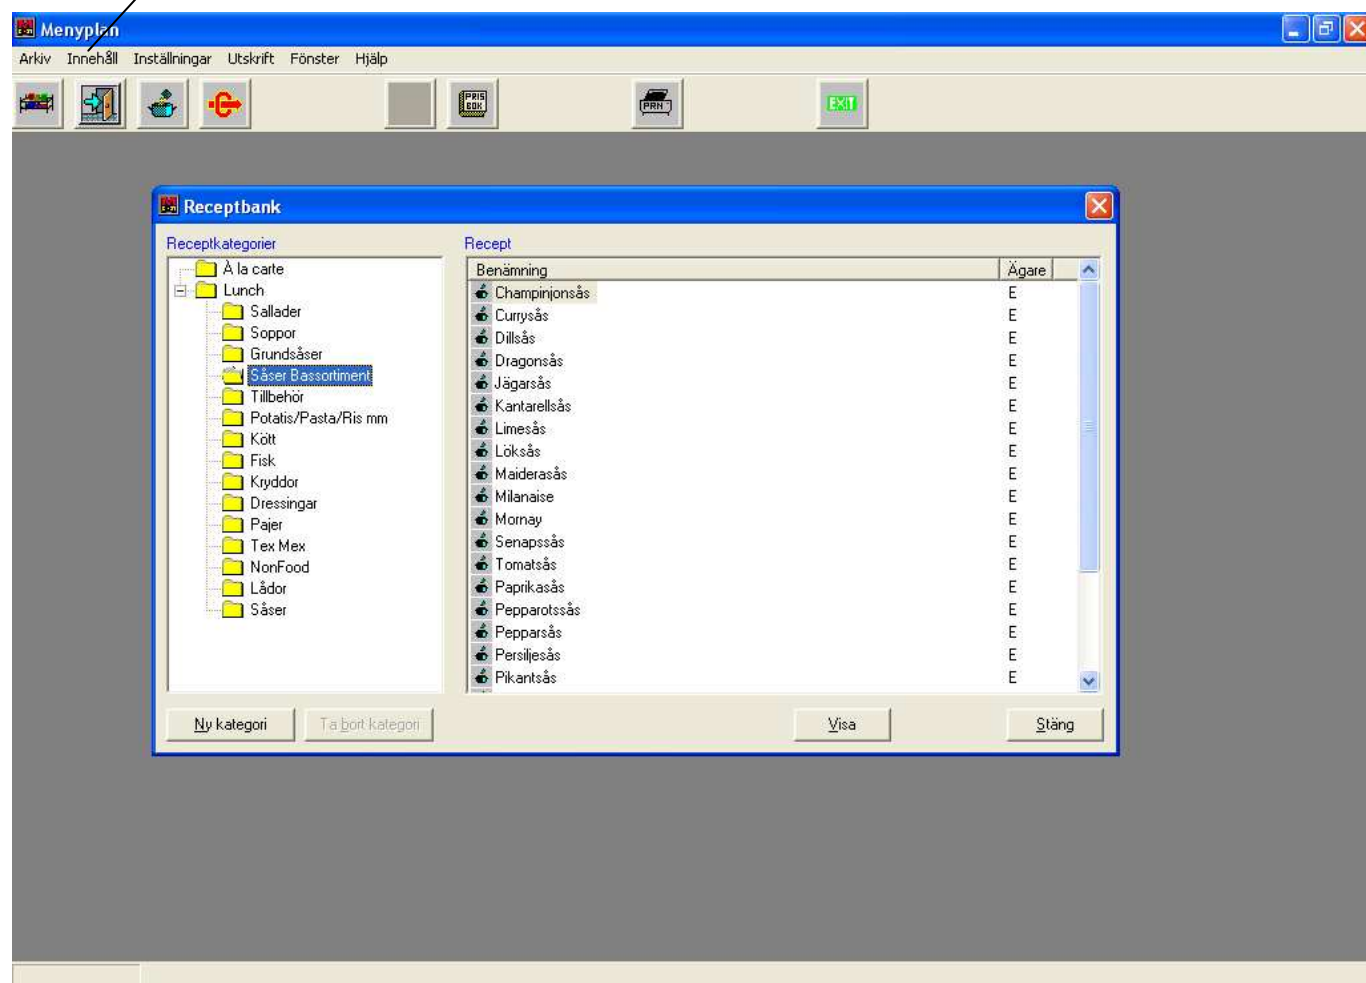 Menyplan
Arkiv Innehåll Inställningar Utskrift Fönster Hjälp
PRIS BOK
PRN
EXIT
Receptbank
Receptkategorier
À la carte
Lunch
Sallader
Soppor
Grundsåser
Såser Bassortiment
Tillbehör
Potatis/Pasta/Ris mm
Kött
Fisk
Kryddor
Dressingar
Pajer
Tex Mex
NonFood
Lådor
Såser
Recept
Benämning Ägare
Champinjonsås E
Currysås E
Dillsås E
Dragonsås E
Jägarsås E
Kantarellsås E
Limesås E
Löksås E
Maiderasås E
Milanaise E
Mornay E
Senapssås E
Tomatsås E
Paprikasås E
Pepparotssås E
Pepparsås E
Persiljesås E
Pikantsås E
Ny kategori Ta bort kategori Visa Stäng